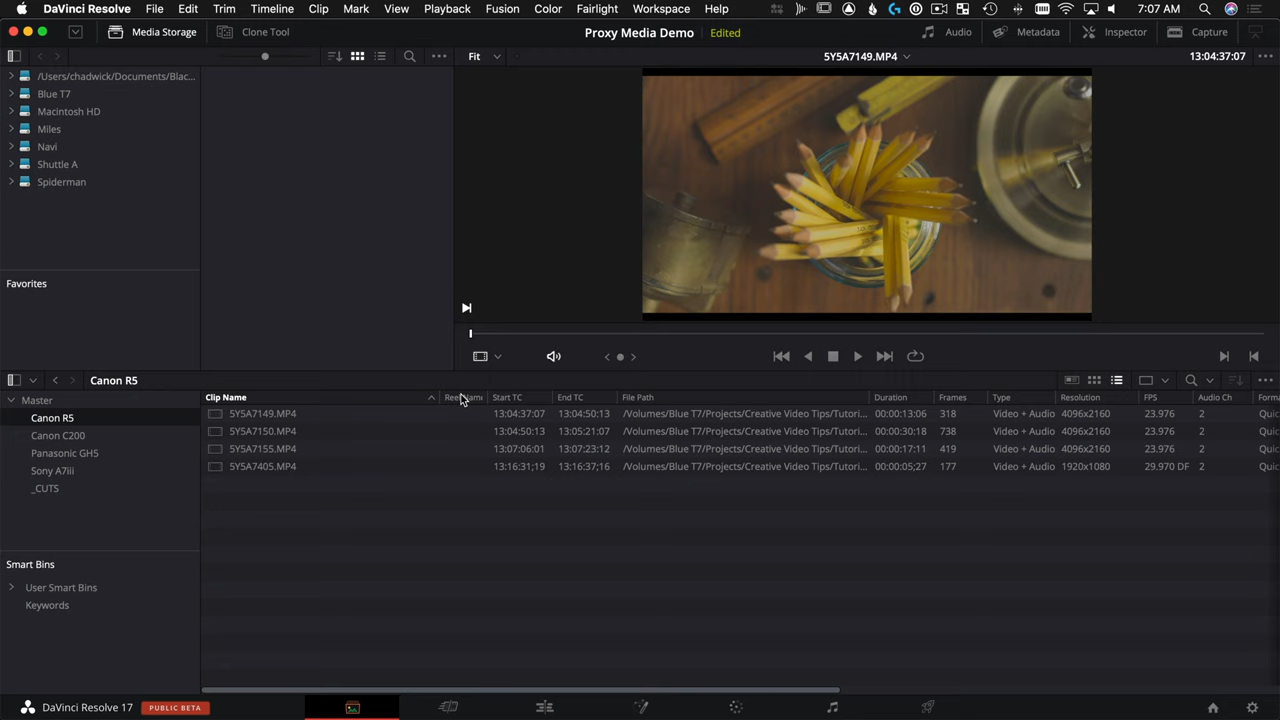 DaVinci Resolve File Edit Trim Timeline Clip Mark View Playback Fusion Color Fairlight Workspace Help 7:07 AM
Media Storage Clone Tool Proxy Media Demo Edited Audio Metadata Inspector Capture
Fit 5Y5A7149.MP4 13:04:37:07
/Users/chadwick/Documents/Blac...
Blue T7
Macintosh HD
Miles
Navi
Shuttle A
Spiderman
Favorites
Canon R5
Master
Canon R5
Canon C200
Panasonic GH5
Sony A7iii
_CUTS
Smart Bins
User Smart Bins
Keywords
Clip Name Start TC End TC File Path Duration Frames Type Resolution FPS Audio Ch Forma
5Y5A7149.MP4 13:04:37:07 13:04:50:13 /Volumes/Blue T7/Projects/Creative Video Tips/Tutori... 00:00:13:06 318 Video + Audio 4096x2160 23.976 2 Quic
5Y5A7150.MP4 13:04:50:13 13:05:21:07 /Volumes/Blue T7/Projects/Creative Video Tips/Tutori... 00:00:30:18 738 Video + Audio 4096x2160 23.976 2 Quic
5Y5A7155.MP4 13:07:06:01 13:07:23:12 /Volumes/Blue T7/Projects/Creative Video Tips/Tutori... 00:00:17:11 419 Video + Audio 4096x2160 23.976 2 Quic
5Y5A7405.MP4 13:16:31;19 13:16:37;16 /Volumes/Blue T7/Projects/Creative Video Tips/Tutori... 00:00:05;27 177 Video + Audio 1920x1080 29.970 DF 2 Quic
DaVinci Resolve 17 PUBLIC BETA